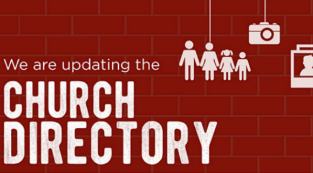 We are updating the
CHURCH
DIRECTORY